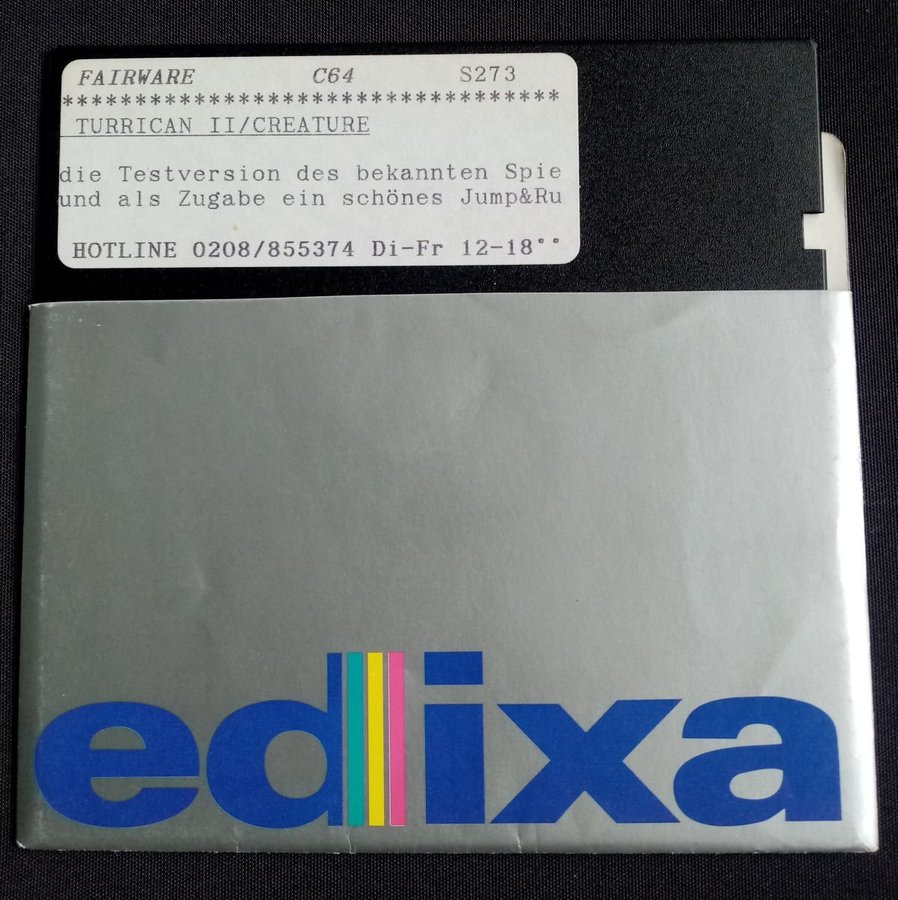 FAIRWARE C64 S273
**********************************
TURRICAN II/CREATURE
die Testversion des bekannten Spie
und als Zugabe ein schönes Jump&Ru
HOTLINE 0208/855374 Di-Fr 12-18°°
edixa